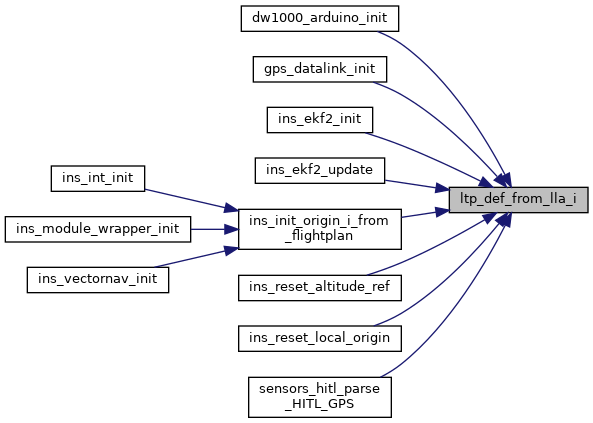 dw1000_arduino_init
gps_datalink_init
ins_ekf2_init
ins_ekf2_update
ltp_def_from_lla_i
ins_int_init
ins_module_wrapper_init
ins_vectornav_init
ins_init_origin_i_from
_flightplan
ins_reset_altitude_ref
ins_reset_local_origin
sensors_hitl_parse
_HITL_GPS